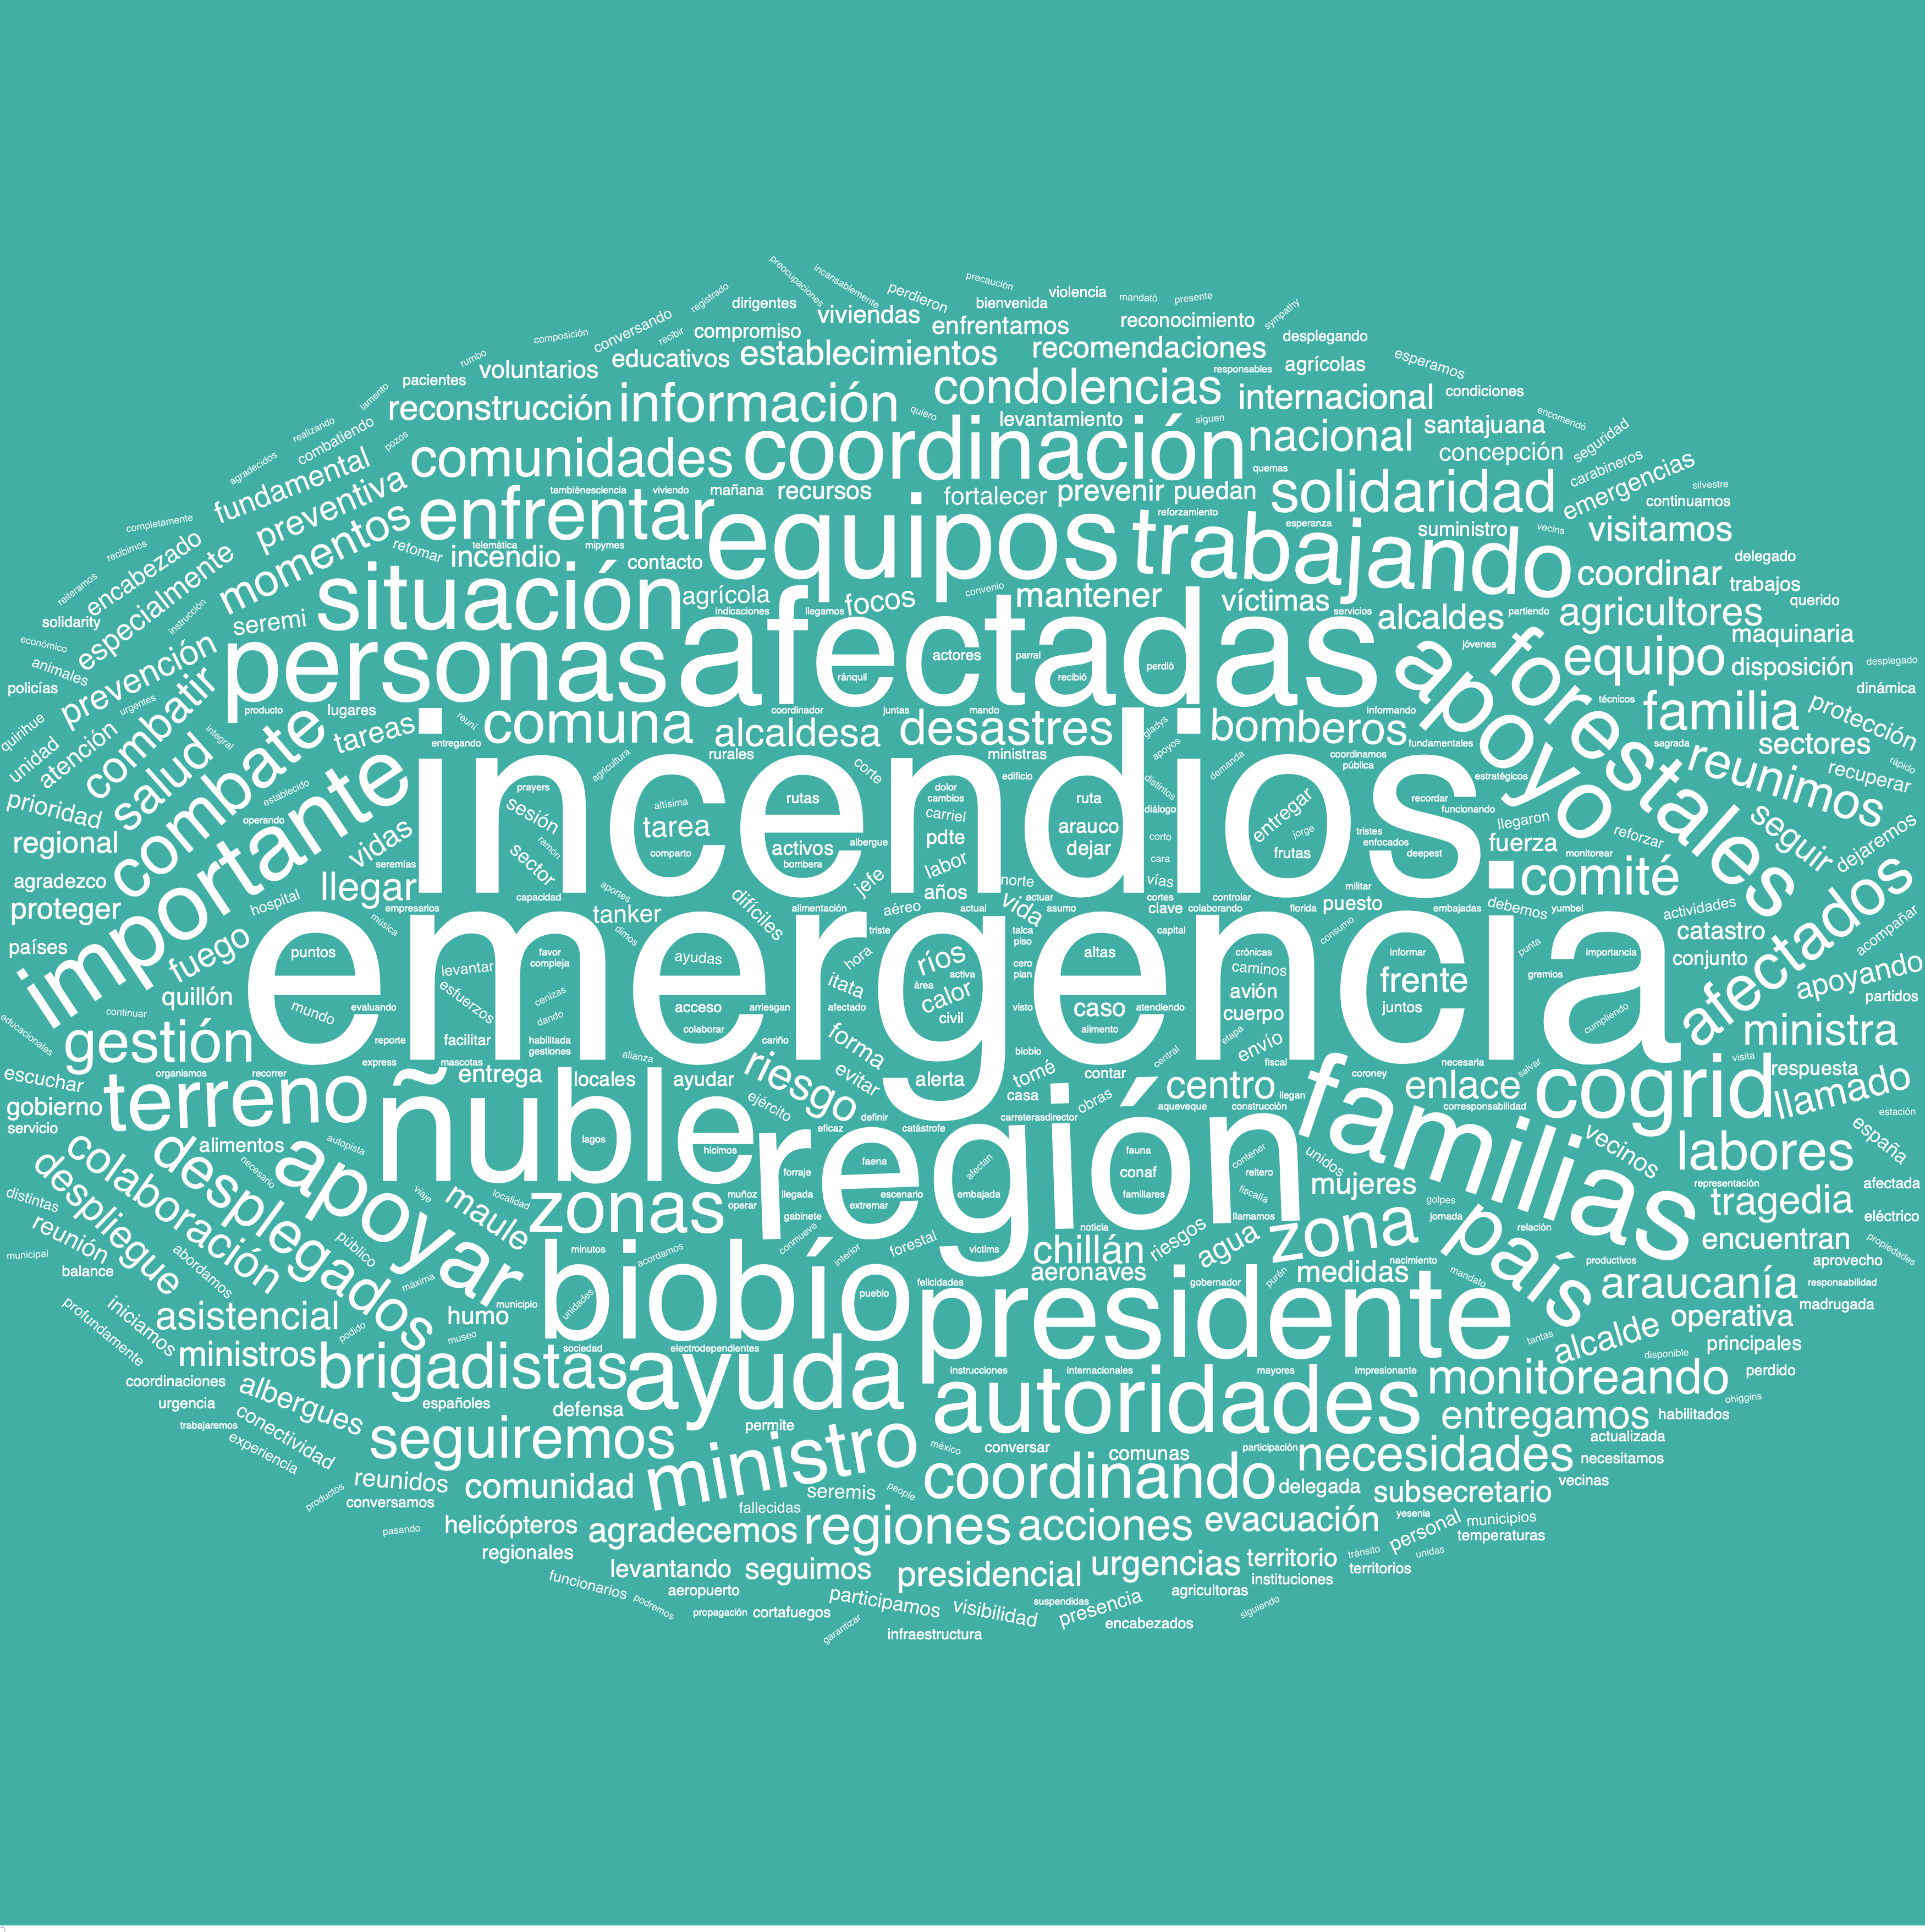 preocupaciones
incansablemente
precaución
perdieron
violencia
registrado
dirigentes
bienvenida
mandató
presente
sympathy
viviendas
composición
conversando
recibir
compromiso
enfrentamos
reconocimiento
desplegando
rumbo
voluntarios
educativos
establecimientos
recomendaciones
agrícolas
esperamos
pacientes
lamento
condolencias
responsables
internacional
condiciones
reconstrucción
información
quiero
levantamiento
siguen
encomendó
realizando
combatiendo
pozos
comunidades
coordinación
nacional
santajuana
concepción
seguridad
agradecidos
fundamental
quemas
carabineros
emergencias
preventiva
tambiénesciencia
viviendo
mañana
recursos
fortalecer
prevenir
puedan
solidaridad
silvestre
continuamos
completamente
momentos
enfrentar
equipos
reforzamiento
trabajando
esperanza
suministro
vecins
visitamos
recibimos
encabezado
retomar
telemática
incendio
mipymes
contacto
delegado
reiteramos
especialmente
situación
agrícola
focos
convenio
mantener
víctimas
coordinar
trabajos
querido
solidarity
instrucción
seremi
indicaciones
llegamos
servicios
alcaldes
partiendo
agricultores
económico
animales
prevención
personas
afectadas
actores
parral
ránquil
recibió
perdió
apoyo
jóvenes
forestales
equipo
maquinaria
disposición
desplegado
policías
urgentes
combatir
producto
lugares
coordinador
juntas
mando
informando
técnicos
familia
dinámica
protección
quirihue
unidad
atención
integral
salud
combate
tareas
reuní
entregando
comuna
alcaldesa
desastres
gladys
bomberos
fundamentales
sagrada
sectores
rápido
reunimos
recuperar
agricultura
rurales
corte
ministras
apoyos
demanda
coordinamos
pública
estratégicos
prioridad
establecido
operando
importante
incendios
prayers
altísima
rutas
edificio
dolor
cambios
ruta
distintos
diálogo
entregar
recordar
funcionando
llegaron
reforzar
seguir
dejaremos
regional
vidas
seremías
sesión
ramón
tarea
comparto
activos
bombera
albergue
carriel
pdte
arauco
dejar
corto
cara
jorge
frutas
tristes
enfocados
deepest
fuerza
monitorear
agradezco
proteger
hospital
llegar
empresarios
sector
capacidad
aportes
difíciles
jefe
labor
años
norte
actuar
vías
cortes
controlar
militar
puesto
comité
debemos
yumbel
actividades
afectados
acompañar
países
fuego
música
tanker
dimos
alimentación
aéreo
actual
vida
asumo
clave
colaborando
florida
embajadas
catastro
quillón
puntos
emergencia
favor
compleja
levantar
ayudas
triste
hora
ríos
talca
piso
capital
altas
crónicas
consumo
informar
punta
importancia
conjunto
apoyando
partidos
educacionales
continuar
mundo
evaluando
esfuerzos
cenizas
acceso
arriesgan
afectado
itata
activa
área
calor
civil
cero
plan
visto
caso
atendiendo
caminos
avión
cuerpo
frente
juntos
gremios
cumpliendo
gestión
reporte
facilitar
dando
habilitada
gestiones
colaborar
cariño
forma
biobio
alimento
etapa
envío
ministra
escuchar
organismos
recorrer
express
mascotas
entrega
alianza
locales
ayudar
riesgo
evitar
alerta
tomé
casa
contar
central
centro
fiscal
coroney
necesaria
enlace
salvar
cogrid
visita
respuesta
gobierno
servicio
terreno
ñuble
ejército
definir
carreterasdirector
obras
aqueveque
llegan
construcción
familias
corresponsabilidad
llamado
estación
colaboración
alimentos
autopista
lagos
hicimos
eficaz
catástrofe
región
faena
afectan
fauna
conaf
contener
reitero
unidos
vecinos
labores
españa
despliegue
desplegados
necesario
apoyar
viaje
maule
localidad
zonas
forraje
muñoz
operar
llegada
gabinete
escenario
extremar
embajada
familiares
fiscalía
mujeres
golpes
representación
afectada
distintas
reunión
público
minutos
acordamos
conmueve
interior
forestal
noticia
victims
chillán
riesgos
llamamos
agua
zona
jornada
país
relación
tragedia
eléctrico
municipal
balance
abordamos
máxima
biobío
pueblo
felicidades
aeronaves
gobernador
purén
medidas
nacimiento
mandato
productivos
encuentran
aprovecho
propiedades
profundamente
iniciamos
asistencial
podido
humo
municipio
unidades
presidente
araucanía
responsabilidad
operativa
madrugada
ministros
brigadistas
museo
sociedad
electrodependientes
ayuda
instrucciones
internacionales
mayores
impresionante
tantas
alcalde
disponible
principales
coordinaciones
albergues
españoles
defensa
autoridades
monitoreando
perdido
urgencia
trabajaremos
conectividad
seguiremos
permite
ministro
méxico
conversar
comunas
participación
necesidades
entregamos
habilitados
ohiggins
actualizada
experiencia
reunidos
comunidad
seremis
people
coordinando
delegada
subsecretario
necesitamos
vecinas
productos
conversamos
fallecidas
pasando
helicópteros
agradecemos
regiones
acciones
evacuación
yesenia
personal
municipios
temperaturas
regionales
levantando
seguimos
presidencial
urgencias
territorio
tránsito
unidas
territorios
funcionarios
aeropuerto
participamos
visibilidad
suspendidas
presencia
agricultoras
instituciones
podremos
propagación
cortafuegos
garantizar
infraestructura
encabezados
siguiendo